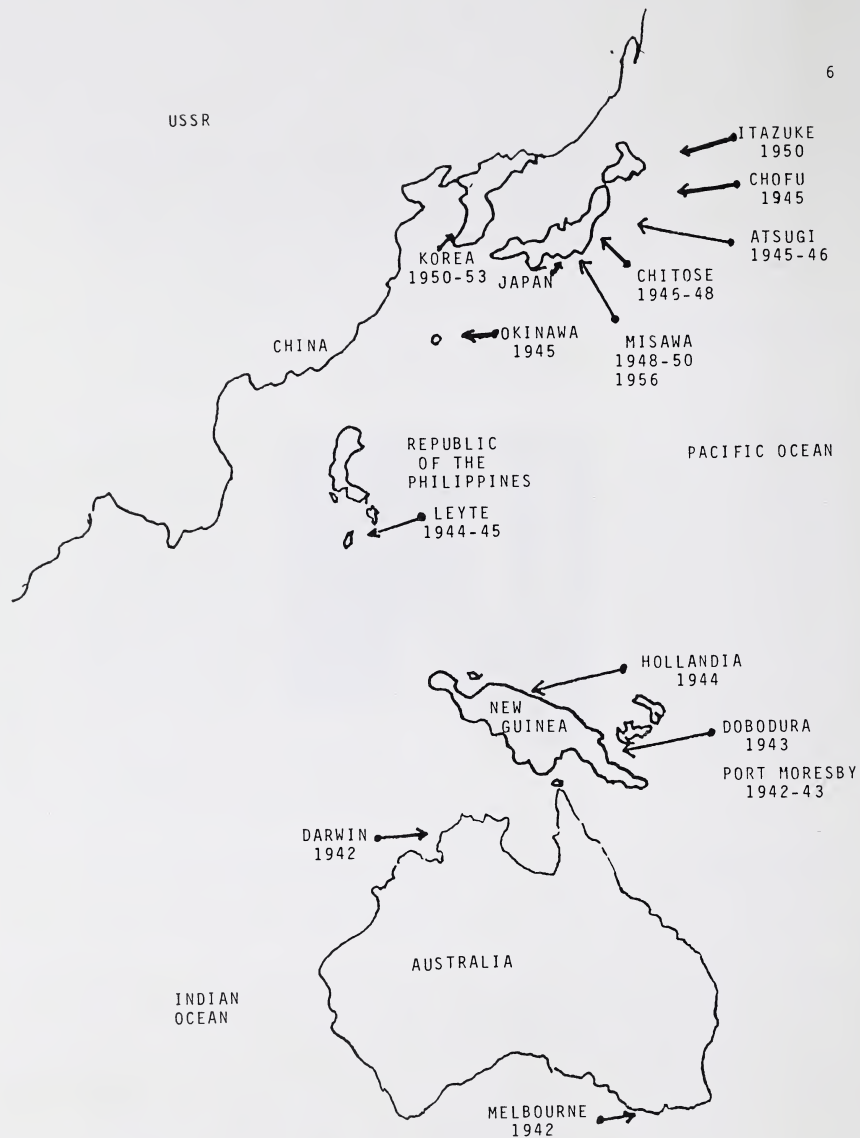 6
USSR
ITAZUKE
1950
CHOFU
1945
ATSUGI
1945-46
KOREA
1950-53
JAPAN
CHITOSE
1945-48
CHINA
OKINAWA
1945
MISAWA
1948-50
1956
REPUBLIC
OF THE
PHILIPPINES
PACIFIC OCEAN
LEYTE
1944-45
HOLLANDIA
1944
NEW
GUINEA
DOBODURA
1943
PORT MORESBY
1942-43
DARWIN
1942
AUSTRALIA
INDIAN
OCEAN
MELBOURNE
1942